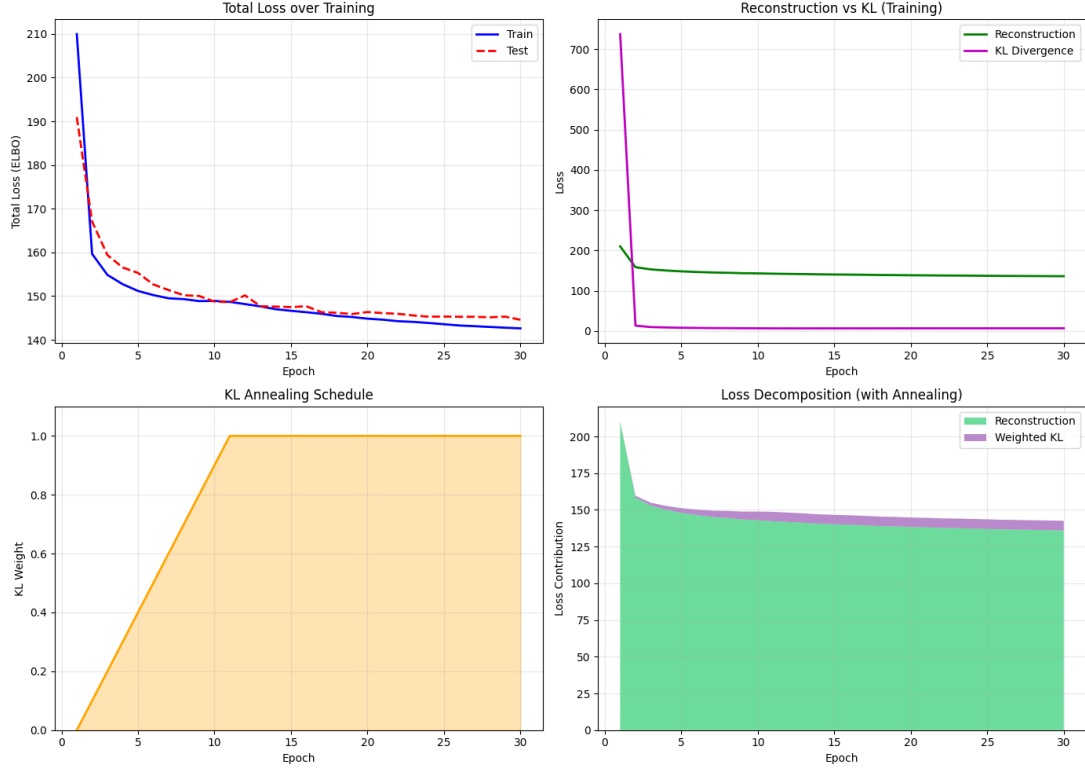 Total Loss over Training
210
200
190
180
170
160
150
140
Total Loss (ELBO)
Train
Test
0 5 10 15 20 25 30
Epoch
Reconstruction vs KL (Training)
700
600
500
400
300
200
100
0
Loss
Reconstruction
KL Divergence
0 5 10 15 20 25 30
Epoch
KL Annealing Schedule
1.0
0.8
0.6
0.4
0.2
0.0
KL Weight
0 5 10 15 20 25 30
Epoch
Loss Decomposition (with Annealing)
200
175
150
125
100
75
50
25
0
Loss Contribution
Reconstruction
Weighted KL
0 5 10 15 20 25 30
Epoch